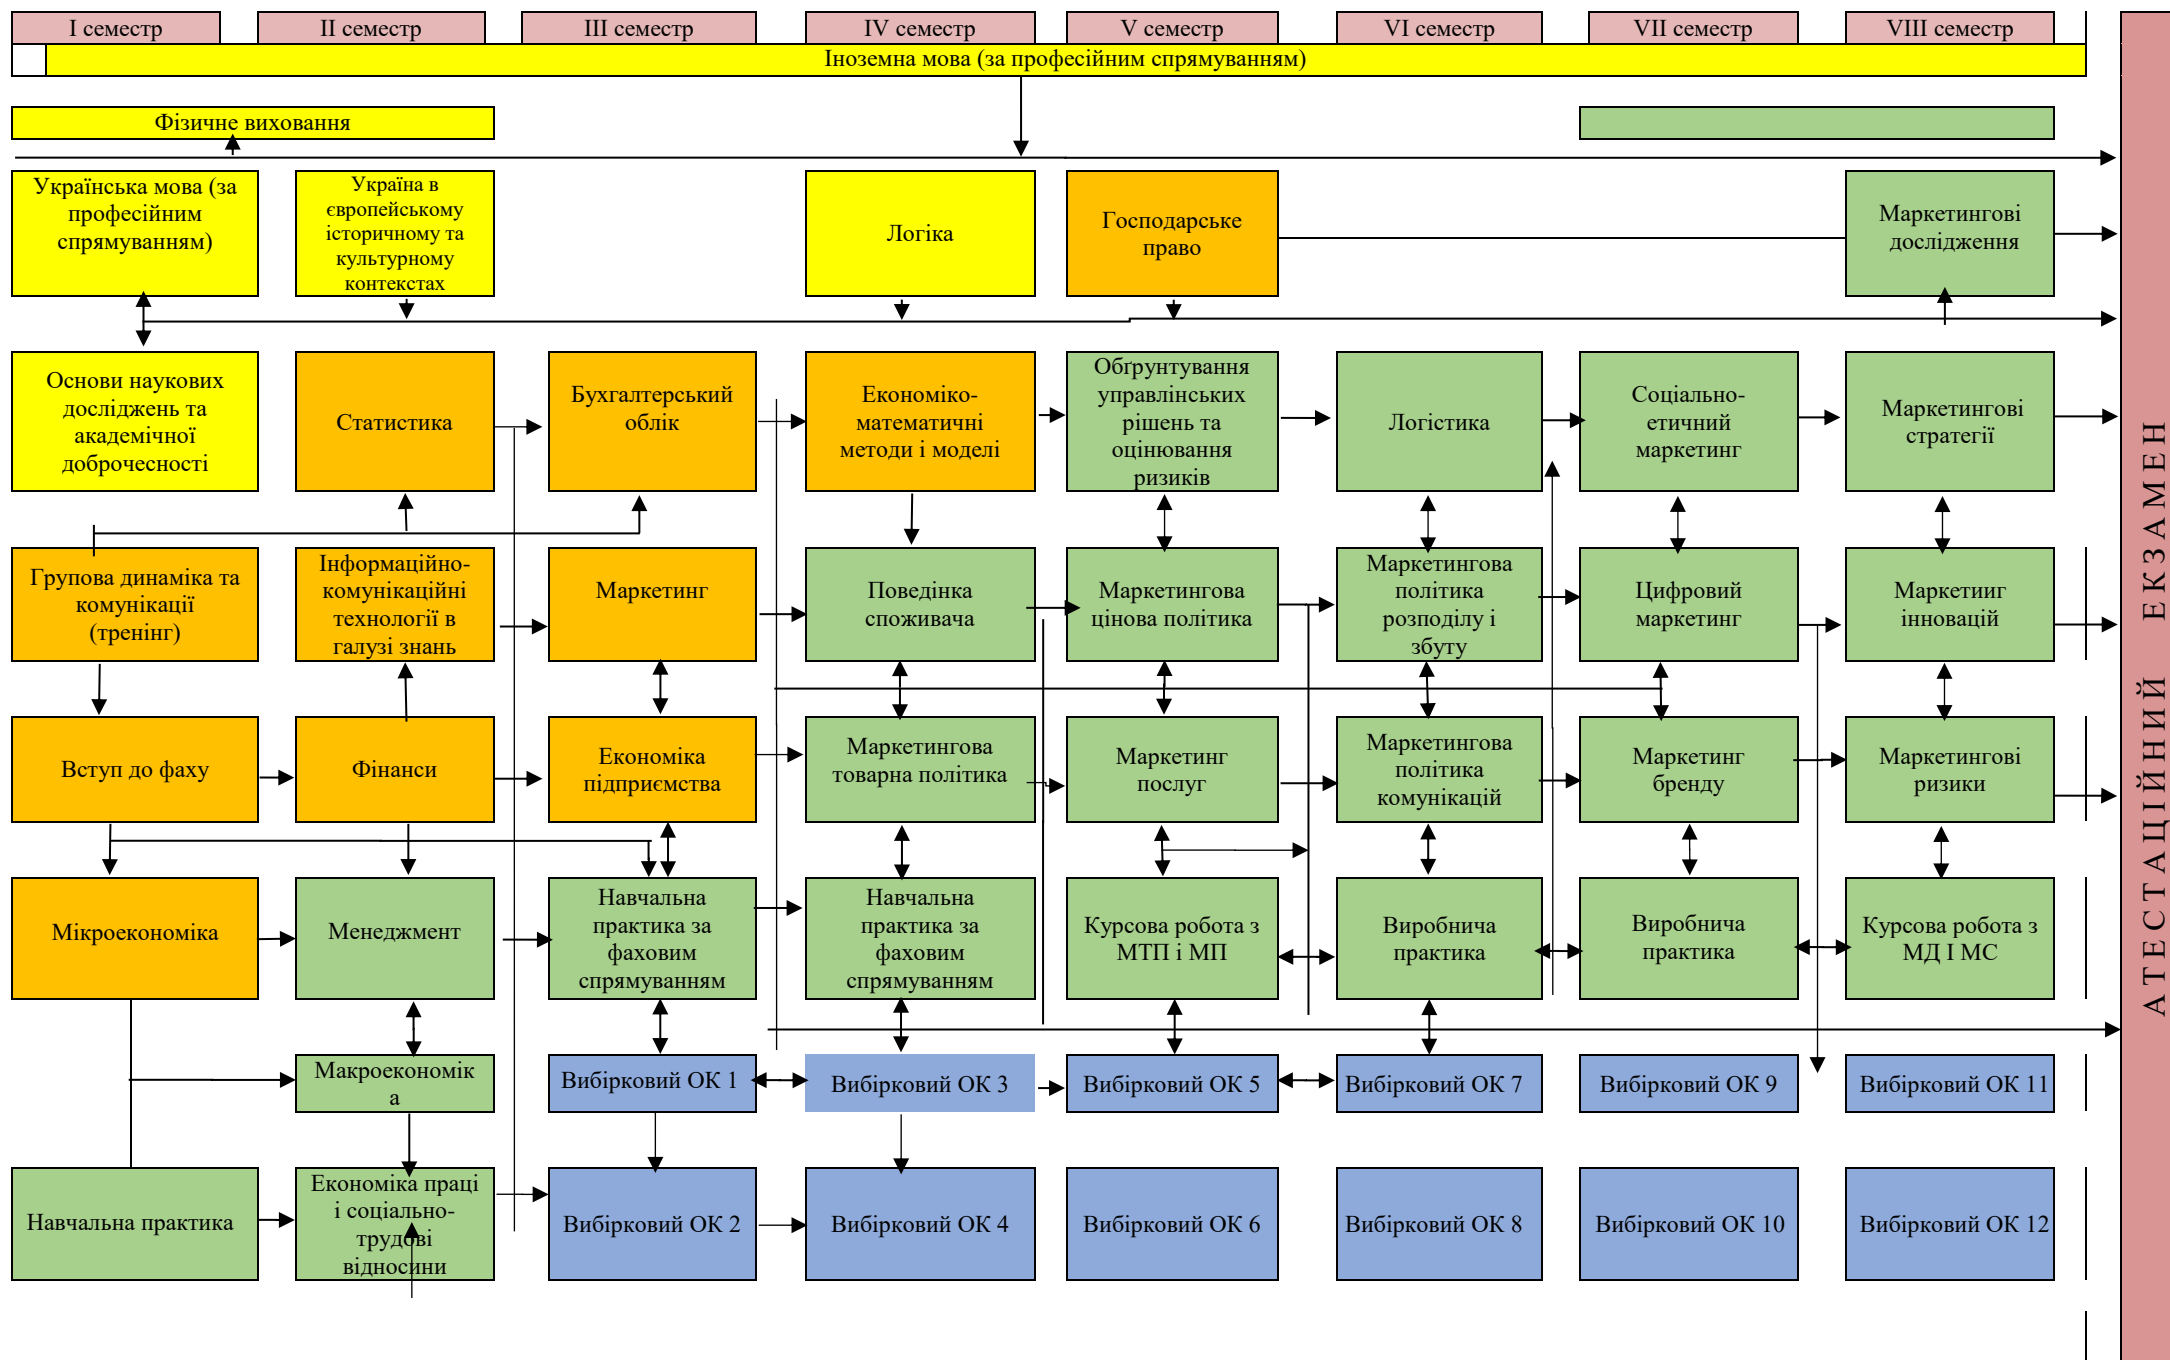 І семестр
ІІ семестр
ІІІ семестр
IV семестр
V семестр
VI семестр
VII семестр
VIII семестр
Іноземна мова (за професійним спрямуванням)
Фізичне виховання
Українська мова (за
професійним
спрямуванням)
Україна в
європейському
історичному та
культурному
контекстах
Логіка
Господарське
право
Маркетингові
дослідження
Основи наукових
досліджень та
академічної
доброчесності
Статистика
Бухгалтерський
облік
Економіко-
математичні
методи і моделі
Обґрунтування
управлінських
рішень та
оцінювання
ризиків
Логістика
Соціально-
етичний
маркетинг
Маркетингові
стратегії
Групова динаміка та
комунікації
(тренінг)
Інформаційно-
комунікаційні
технології в
галузі знань
Маркетинг
Поведінка
споживача
Маркетингова
цінова політика
Маркетингова
політика
розподілу і
збуту
Цифровий
маркетинг
Маркетииг
інновацій
Вступ до фаху
Фінанси
Економіка
підприємства
Маркетингова
товарна політика
Маркетинг
послуг
Маркетингова
політика
комунікацій
Маркетинг
бренду
Маркетингові
ризики
Мікроекономіка
Менеджмент
Навчальна
практика за
фаховим
спрямуванням
Навчальна
практика за
фаховим
спрямуванням
Курсова робота з
МТП і МП
Виробнича
практика
Виробнича
практика
Курсова робота з
МД І МС
Макроекономік
а
Вибірковий ОК 1
Вибірковий ОК 3
Вибірковий ОК 5
Вибірковий ОК 7
Вибірковий ОК 9
Вибірковий ОК 11
Навчальна практика
Економіка праці
і соціально-
трудові
відносини
Вибірковий ОК 2
Вибірковий ОК 4
Вибірковий ОК 6
Вибірковий ОК 8
Вибірковий ОК 10
Вибірковий ОК 12
АТЕСТАЦІЙНИЙ ЕКЗАМЕН